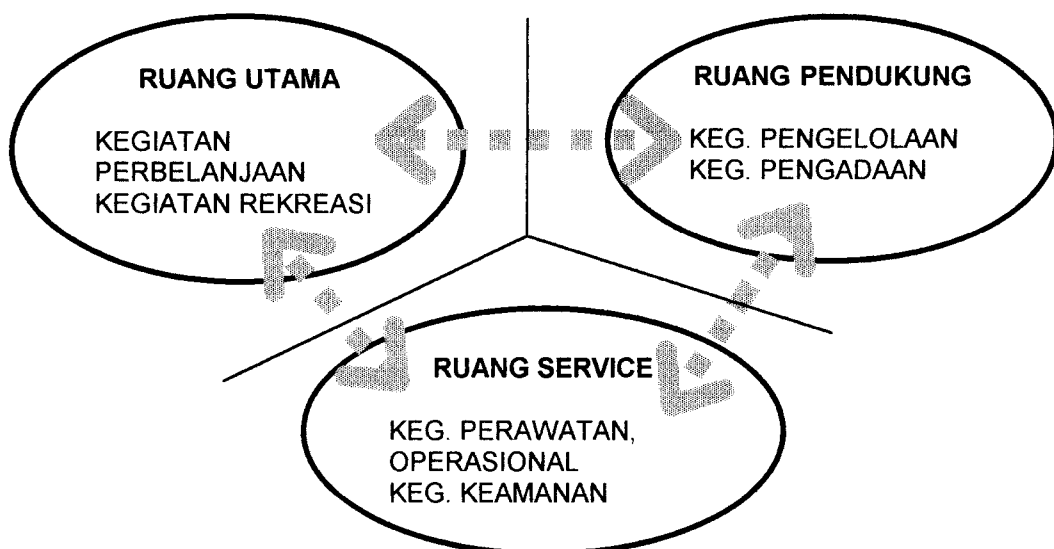 RUANG UTAMA
KEGIATAN
PERBELANJAAN
KEGIATAN REKREASI
RUANG PENDUKUNG
KEG. PENGELOLAAN
KEG. PENGADAAN
RUANG SERVICE
KEG. PERAWATAN,
OPERASIONAL
KEG. KEAMANAN